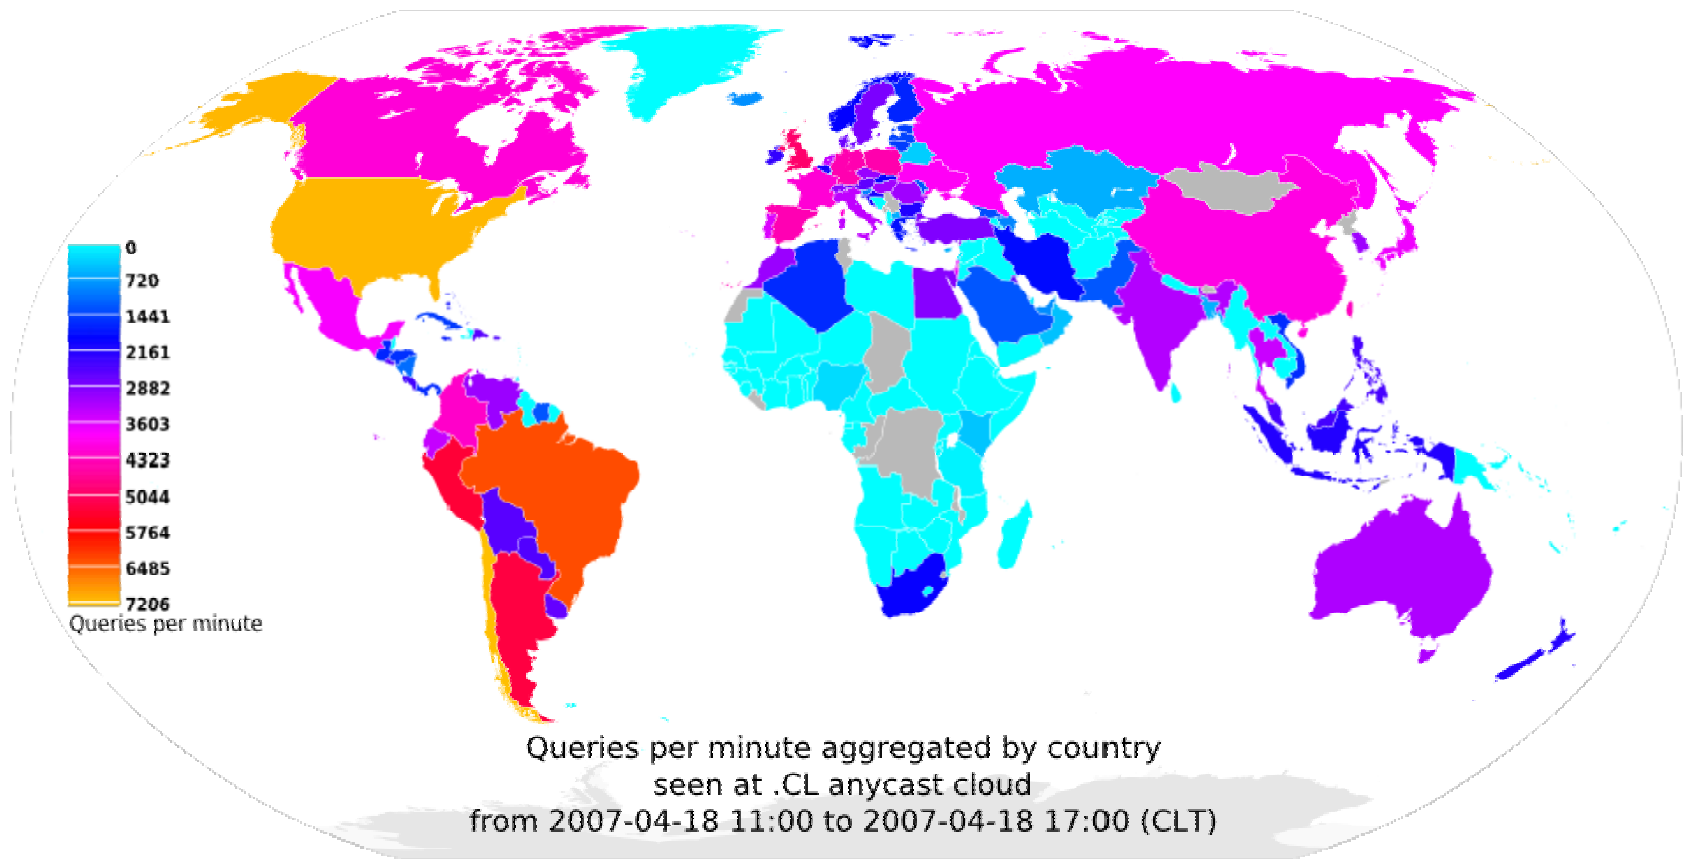 0
720
1441
2161
2882
3603
4323
5044
5764
6485
7206
Queries per minute
Queries per minute aggregated by country
seen at .CL anycast cloud
from 2007-04-18 11:00 to 2007-04-18 17:00 (CLT)